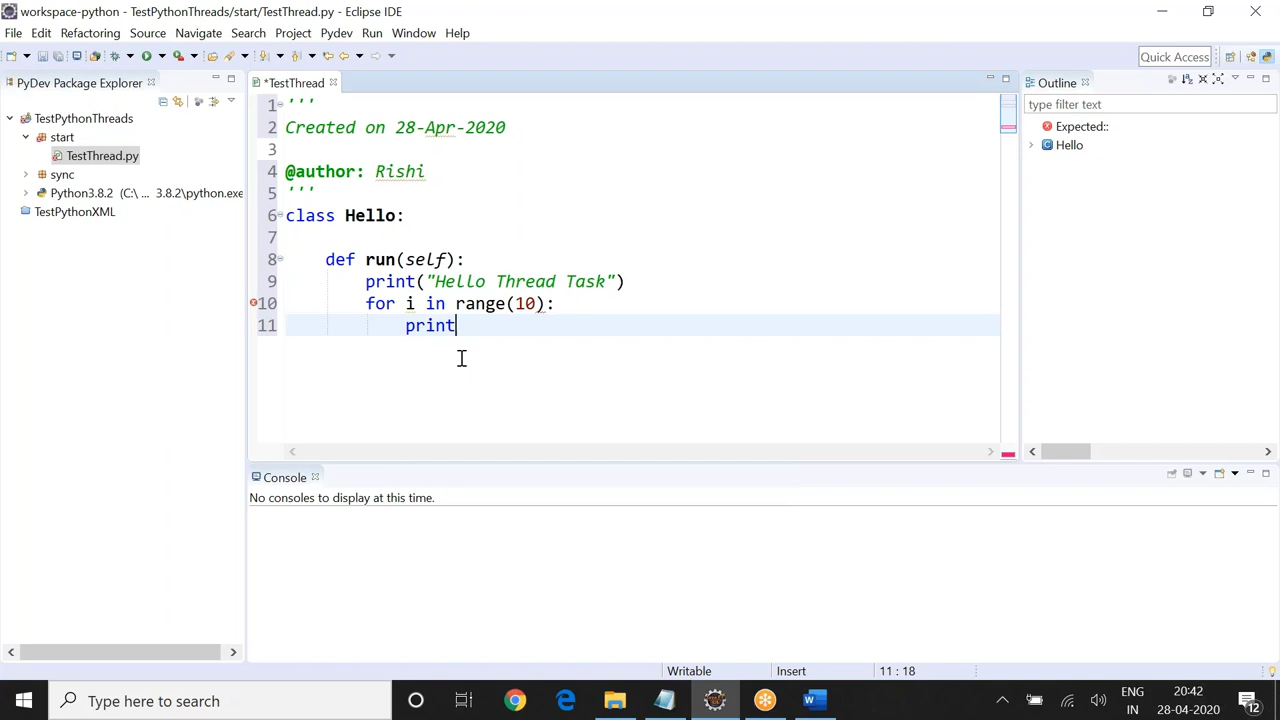 workspace-python - TestPythonThreads/start/TestThread.py - Eclipse IDE
File Edit Refactoring Source Navigate Search Project Pydev Run Window Help
Quick Access
PyDev Package Explorer
TestPythonThreads
start
TestThread.py
sync
Python3.8.2 (C:\ ... 3.8.2\python.exe
TestPythonXML
*TestThread
1 '''
2 Created on 28-Apr-2020
3
4 @author: Rishi
5 '''
6 class Hello:
7
8 def run(self):
9 print("Hello Thread Task")
10 for i in range(10):
11 print
Outline
type filter text
Expected::
Hello
Console
No consoles to display at this time.
Writable Insert 11 : 18
Type here to search
ENG
IN
20:42
28-04-2020
12